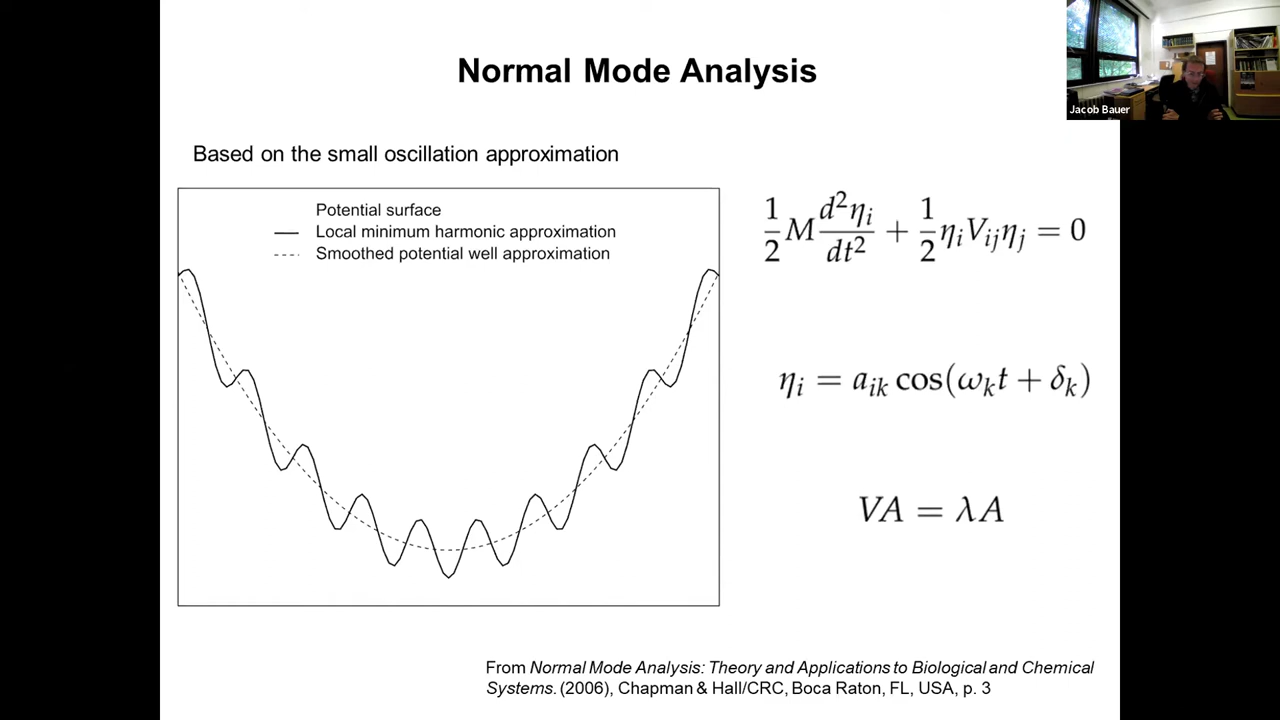 Normal Mode Analysis
Jacob Bauer
Based on the small oscillation approximation
Potential surface
Local minimum harmonic approximation
Smoothed potential well approximation
\frac{1}{2}M\frac{d^2\eta_i}{dt^2} + \frac{1}{2}\eta_i V_{ij}\eta_j = 0
\eta_i = a_{ik}\cos(\omega_k t + \delta_k)
VA = λA
From Normal Mode Analysis: Theory and Applications to Biological and Chemical
Systems. (2006), Chapman & Hall/CRC, Boca Raton, FL, USA, p. 3